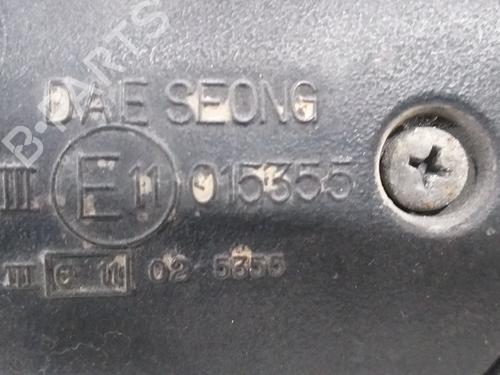 B-PARTS
DAE SEONG
III E11 015355
III e 11 02 5355